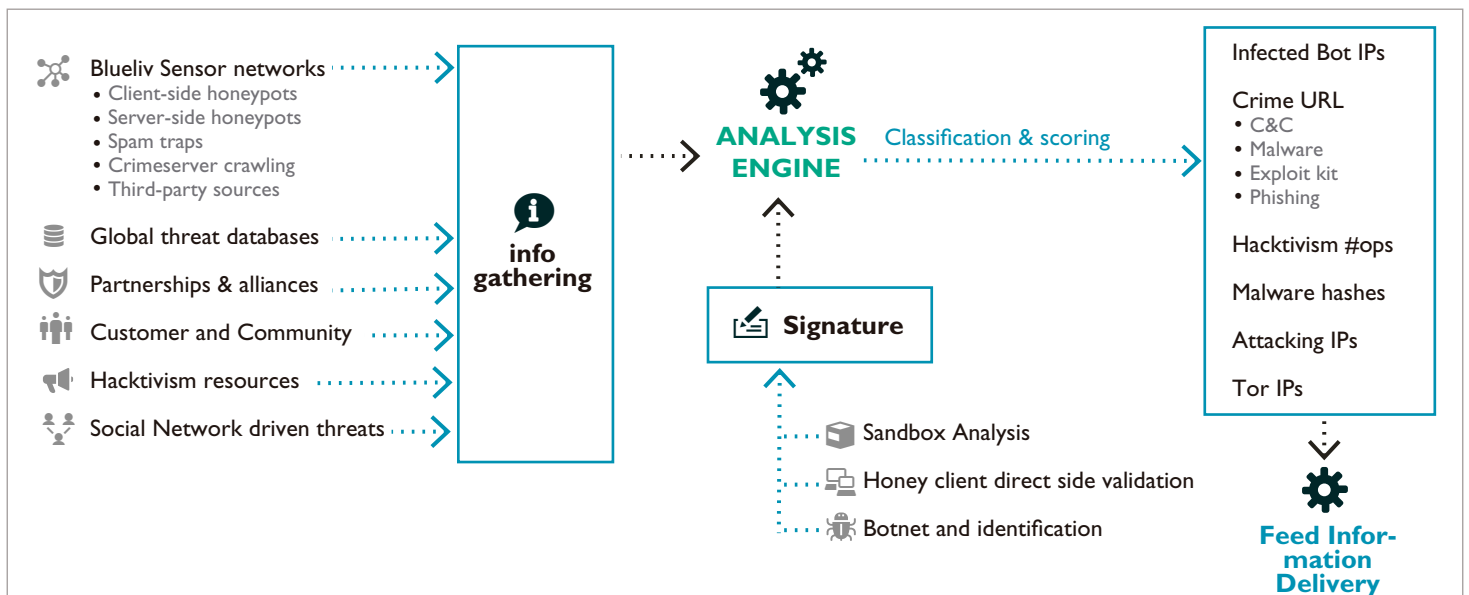 Blueliv Sensor networks
• Client-side honeypots
• Server-side honeypots
• Spam traps
• Crimeserver crawling
• Third-party sources
Global threat databases
Partnerships & alliances
Customer and Community
Hacktivism resources
Social Network driven threats
info
gathering
ANALYSIS
ENGINE
Classification & scoring
Signature
Sandbox Analysis
Honey client direct side validation
Botnet and identification
Infected Bot IPs
Crime URL
• C&C
• Malware
• Exploit kit
• Phishing
Hacktivism #ops
Malware hashes
Attacking IPs
Tor IPs
Feed Infor-
mation
Delivery